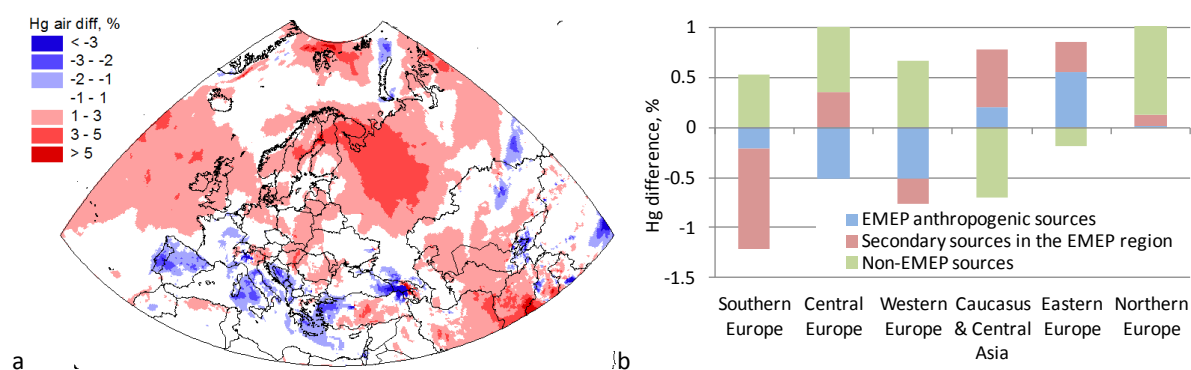 Hg air diff, %
< -3
-3 - -2
-2 - -1
-1 - 1
1 - 3
3 - 5
> 5
a
Hg difference, %
1
0.5
0
-0.5
-1
-1.5
EMEP anthropogenic sources
Secondary sources in the EMEP region
Non-EMEP sources
Southern
Europe
Central
Europe
Western
Europe
Caucasus
& Central
Asia
Eastern
Europe
Northern
Europe
b